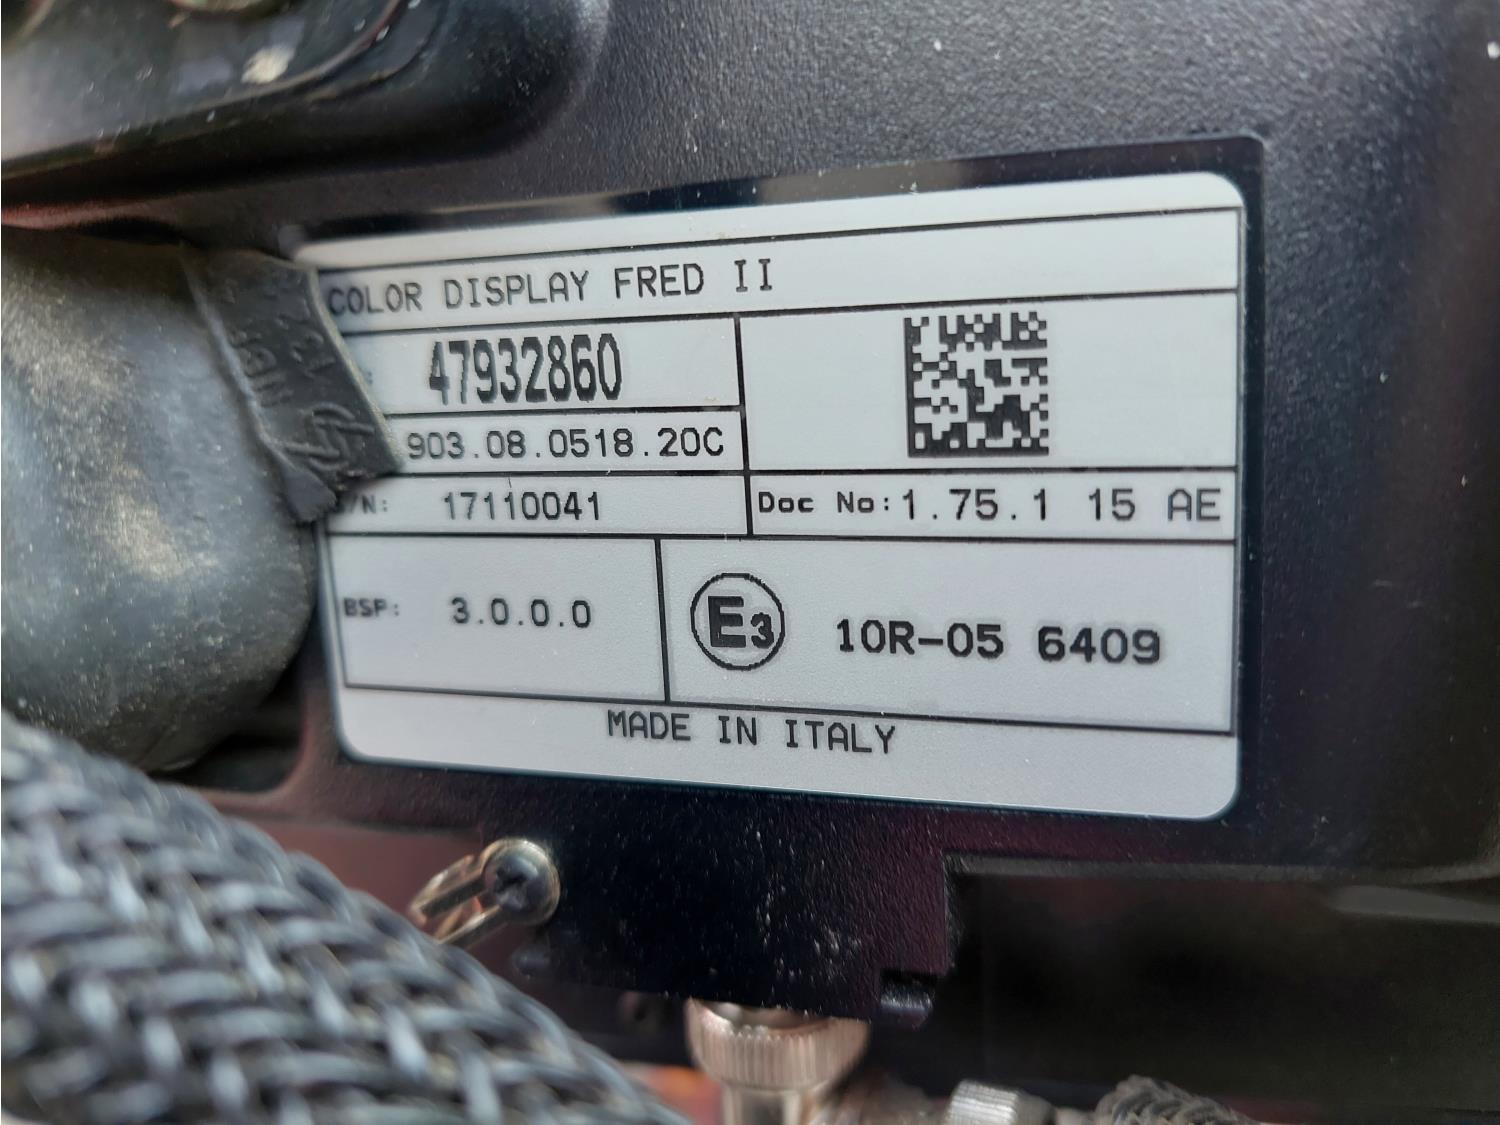 COLOR DISPLAY FRED II
47932860
903.08.0518.20C
/N: 17110041
Doc No: 1.75.1 15 AE
BSP: 3.0.0.0
E3 10R-05 6409
MADE IN ITALY